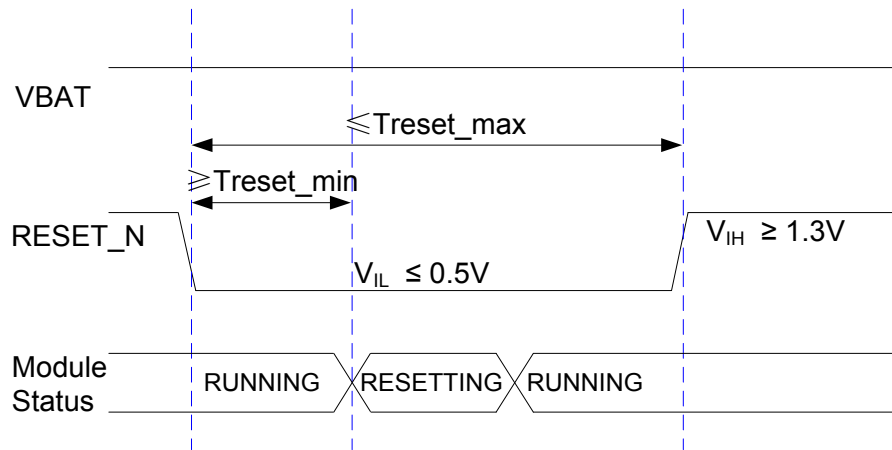 VBAT
≤Treset_max
≥Treset_min
RESET_N
VIH ≥ 1.3V
VIL ≤ 0.5V
Module
Status
RUNNING
RESETTING
RUNNING